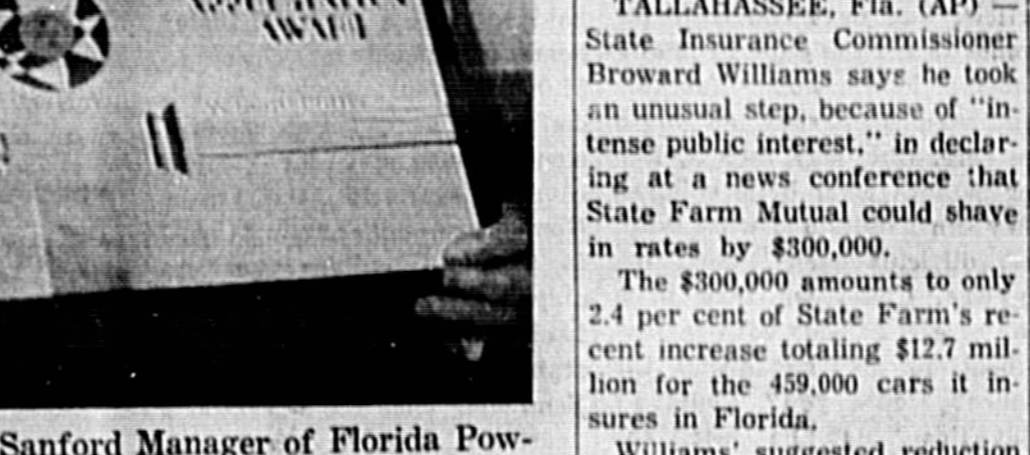 AWARD
Sanford Manager of Florida Pow-
TALLAHASSEE, Fla. (AP) —
State Insurance Commissioner
Broward Williams says he took
an unusual step, because of "in-
tense public interest," in declar-
ing at a news conference that
State Farm Mutual could shave
in rates by $300,000.
The $300,000 amounts to only
2.4 per cent of State Farm's re-
cent increase totaling $12.7 mil-
lion for the 459,000 cars it in-
sures in Florida.
Williams' suggested reduction